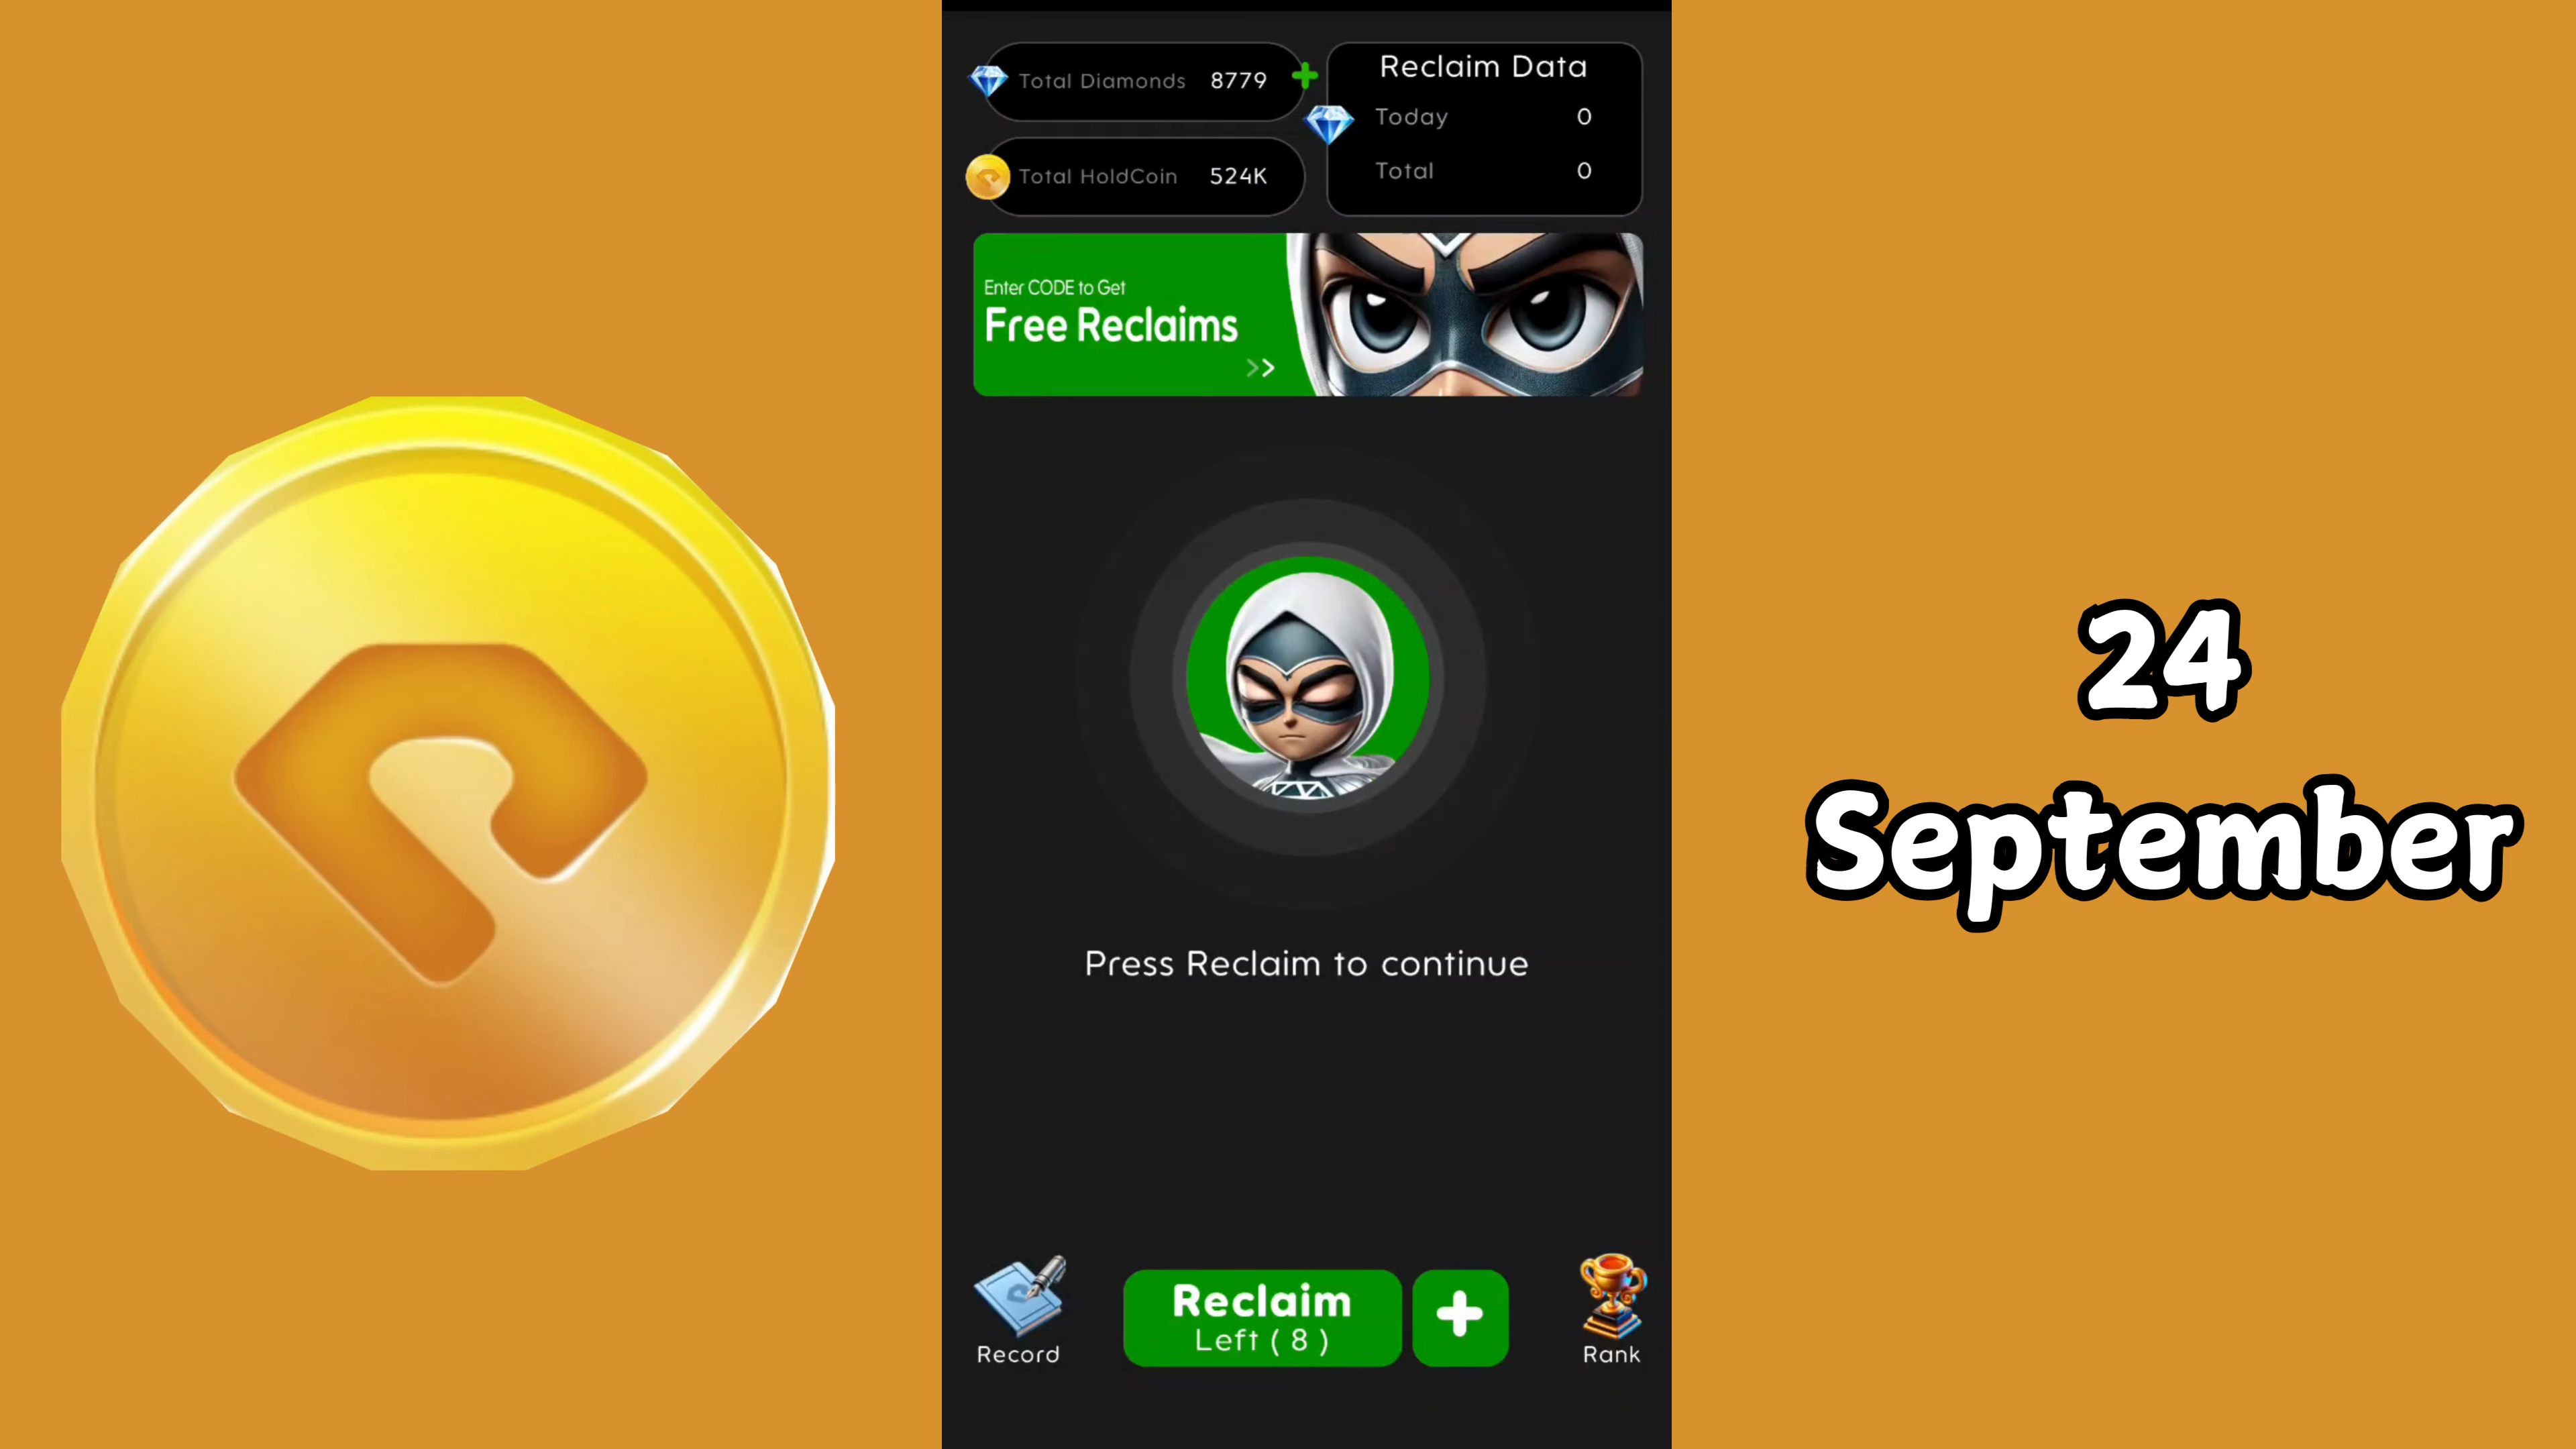 Total Diamonds 8779
Total HoldCoin 524K
Reclaim Data
Today 0
Total 0
Enter CODE to Get
Free Reclaims
Press Reclaim to continue
Record
Reclaim
Left ( 8 )
Rank
24
September